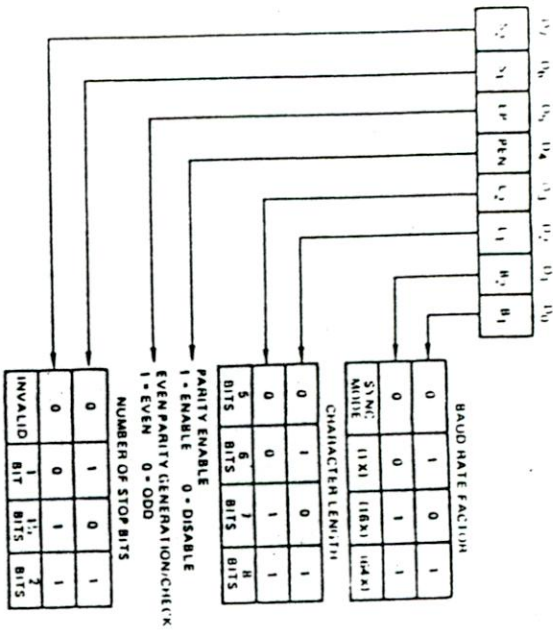 D7 D6 D5 D4 D3 D2 D1 D0
S2 S1 EP PEN L2 L1 B2 B1
BAUD RATE FACTOR
0 1 0 1
0 0 1 1
SYNC MODE (1X) (16X) (64X)
CHARACTER LENGTH
0 1 0 1
0 0 1 1
5 BITS 6 BITS 7 BITS 8 BITS
PARITY ENABLE
1 = ENABLE 0 = DISABLE
EVEN PARITY GENERATION/CHECK
1 = EVEN 0 = ODD
NUMBER OF STOP BITS
0 1 0 1
0 0 1 1
INVALID 1 BIT 1½ BITS 2 BITS